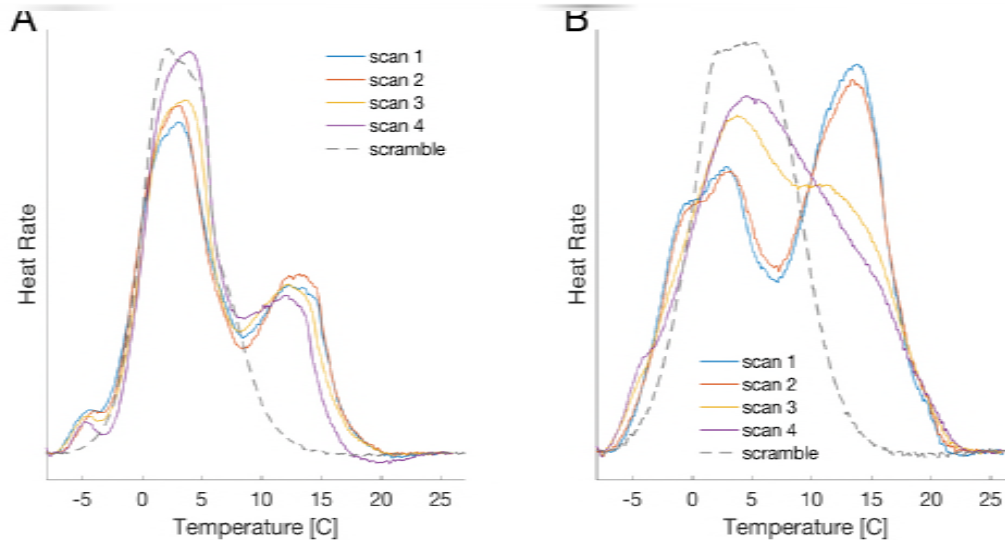 A
B
scan 1
scan 2
scan 3
scan 4
scramble
Heat Rate
-5 0 5 10 15 20 25
Temperature [C]
scan 1
scan 2
scan 3
scan 4
scramble
Heat Rate
-5 0 5 10 15 20 25
Temperature [C]